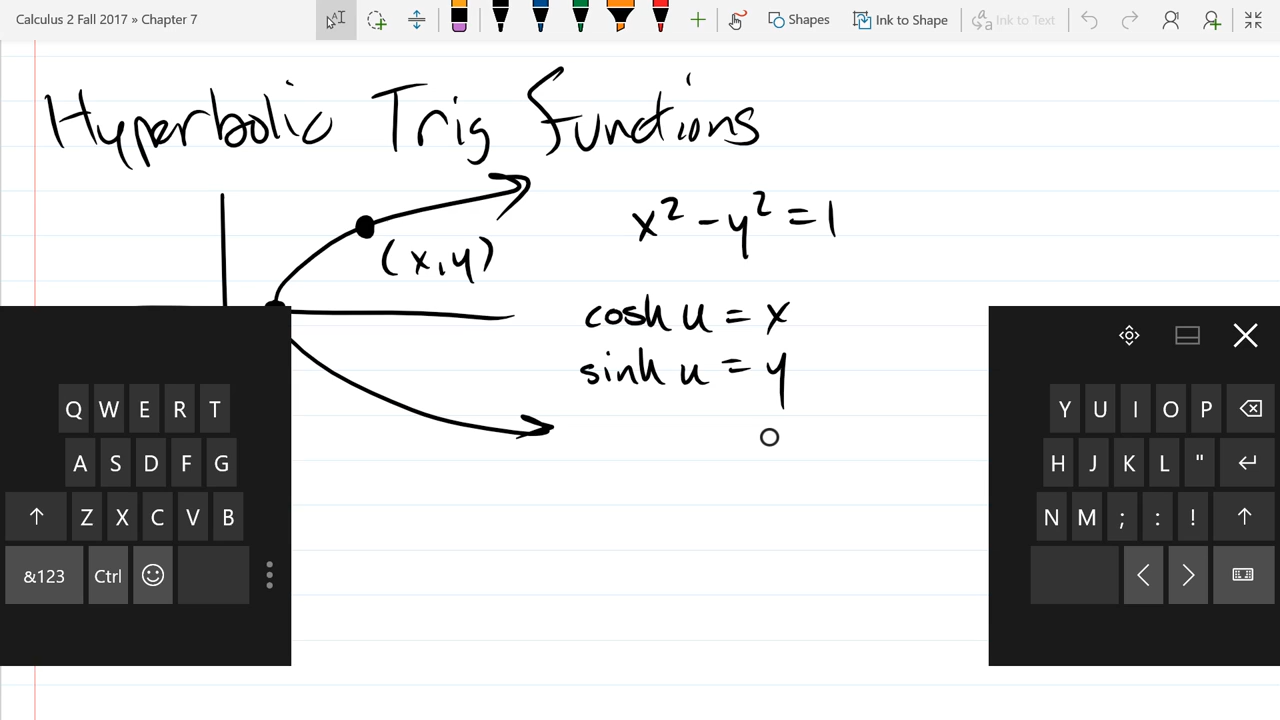 Calculus 2 Fall 2017 » Chapter 7
Shapes
Ink to Shape
Ink to Text
Hyperbolic Trig Functions
x² - y² = 1
(x,y)
cosh u = x
sinh u = y
Q W E R T
A S D F G
↑ Z X C V B
&123 Ctrl
Y U I O P
H J K L "
N M ; : ! ↑
< >